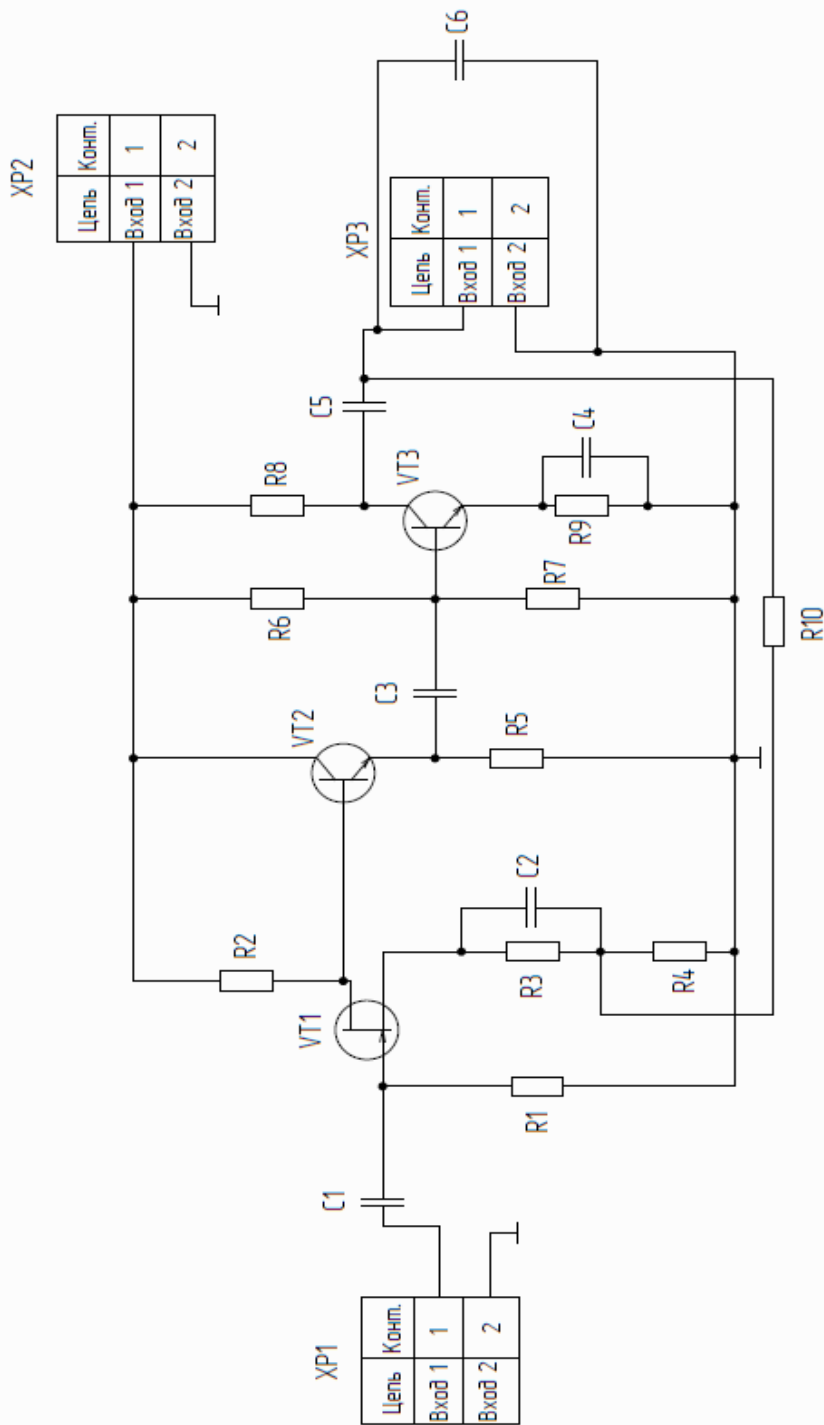 XP1
Цепь Конт.
Вход 1 1
Вход 2 2
C1
R1
VT1
R2
R3
C2
R4
VT2
R5
C3
R6
R7
R8
VT3
R9
C4
C5
R10
XP2
Цепь Конт.
Вход 1 1
Вход 2 2
XP3
Цепь Конт.
Вход 1 1
Вход 2 2
C6